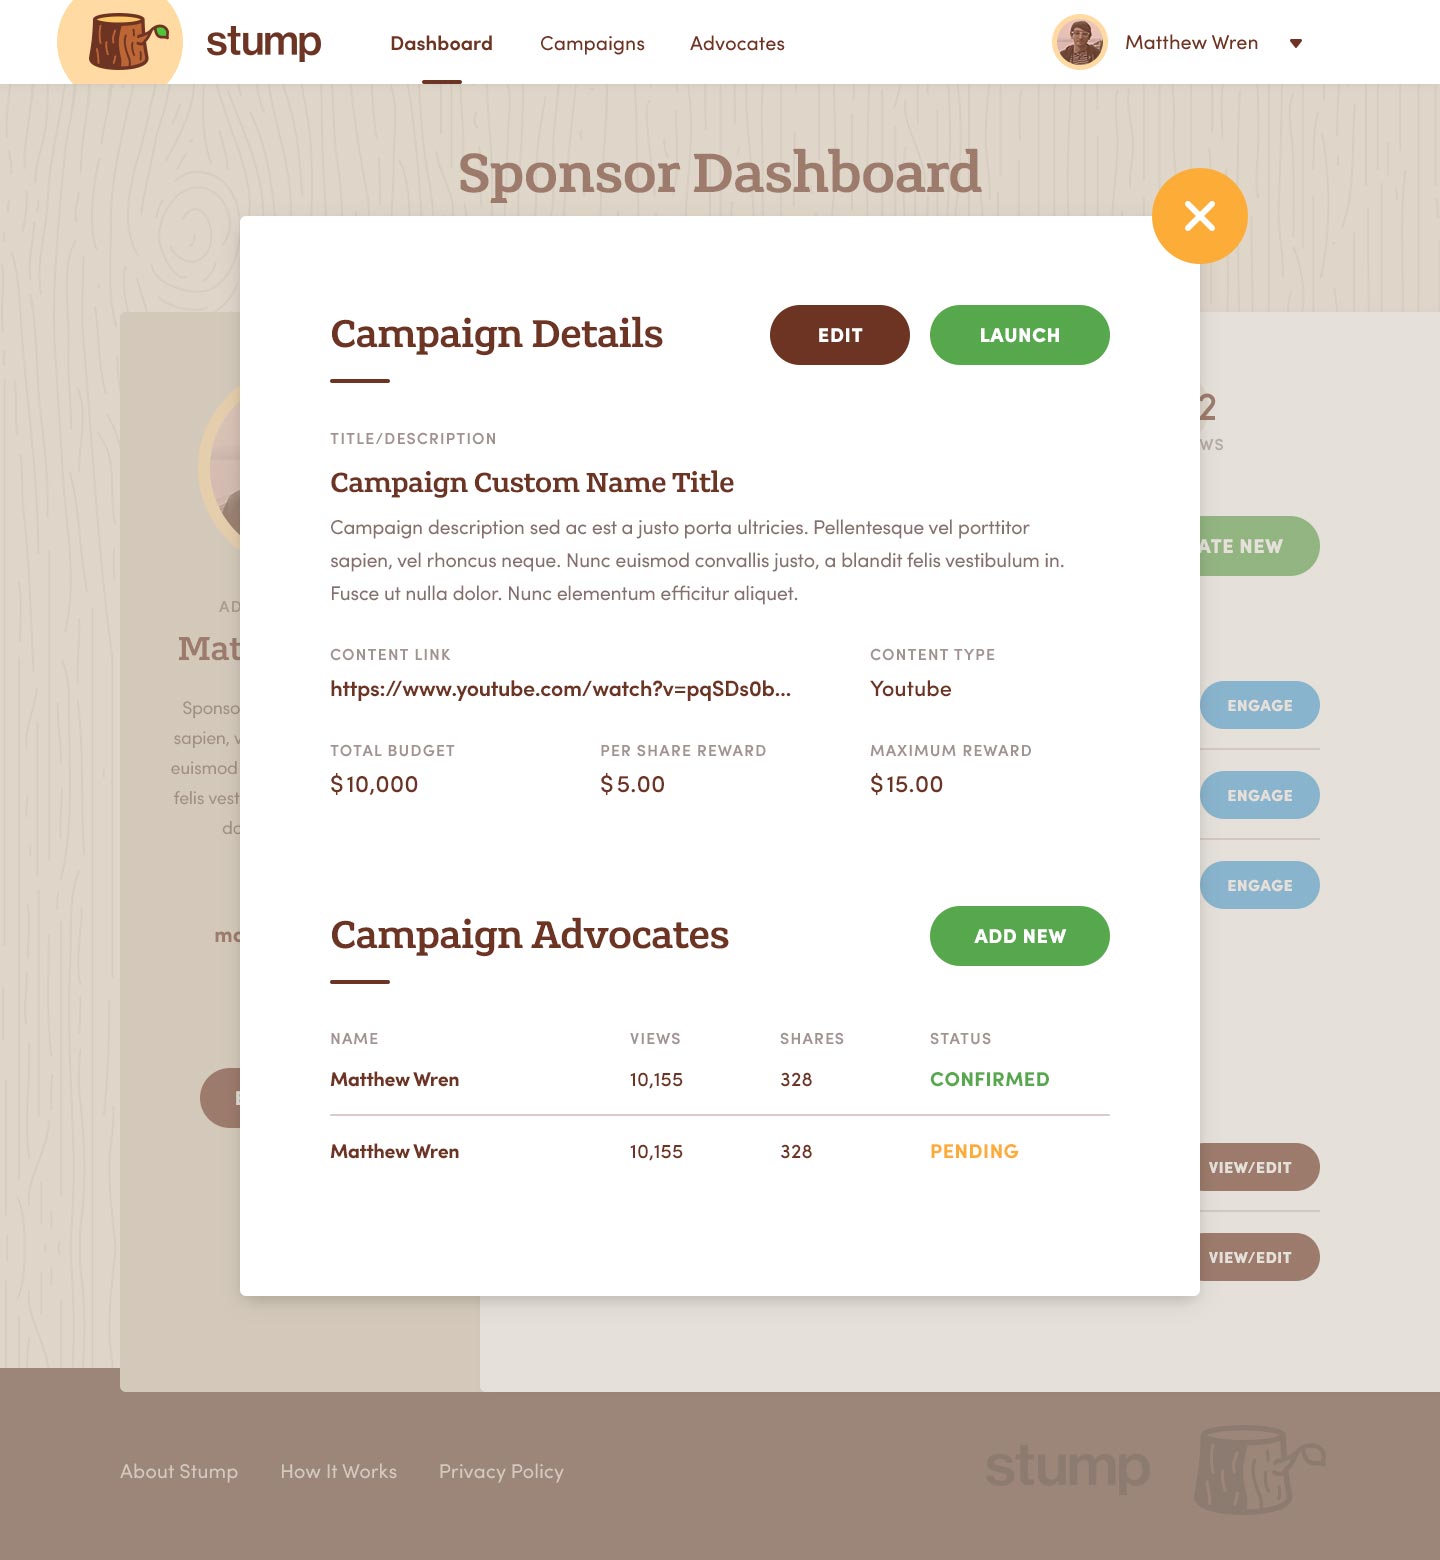 stump
Dashboard
Campaigns
Advocates
Matthew Wren
Sponsor Dashboard
Campaign Details
EDIT
LAUNCH
TITLE/DESCRIPTION
Campaign Custom Name Title
Campaign description sed ac est a justo porta ultricies. Pellentesque vel porttitor
sapien, vel rhoncus neque. Nunc euismod convallis justo, a blandit felis vestibulum in.
Fusce ut nulla dolor. Nunc elementum efficitur aliquet.
CONTENT LINK
CONTENT TYPE
https://www.youtube.com/watch?v=pqSDs0b...
Youtube
TOTAL BUDGET
PER SHARE REWARD
MAXIMUM REWARD
$10,000
$5.00
$15.00
Campaign Advocates
ADD NEW
NAME
VIEWS
SHARES
STATUS
Matthew Wren
10,155
328
CONFIRMED
Matthew Wren
10,155
328
PENDING
2
WS
ATE NEW
ENGAGE
ENGAGE
ENGAGE
VIEW/EDIT
VIEW/EDIT
AD
Mat
Sponso
sapien, v
euismod
felis vest
do
About Stump
How It Works
Privacy Policy
stump